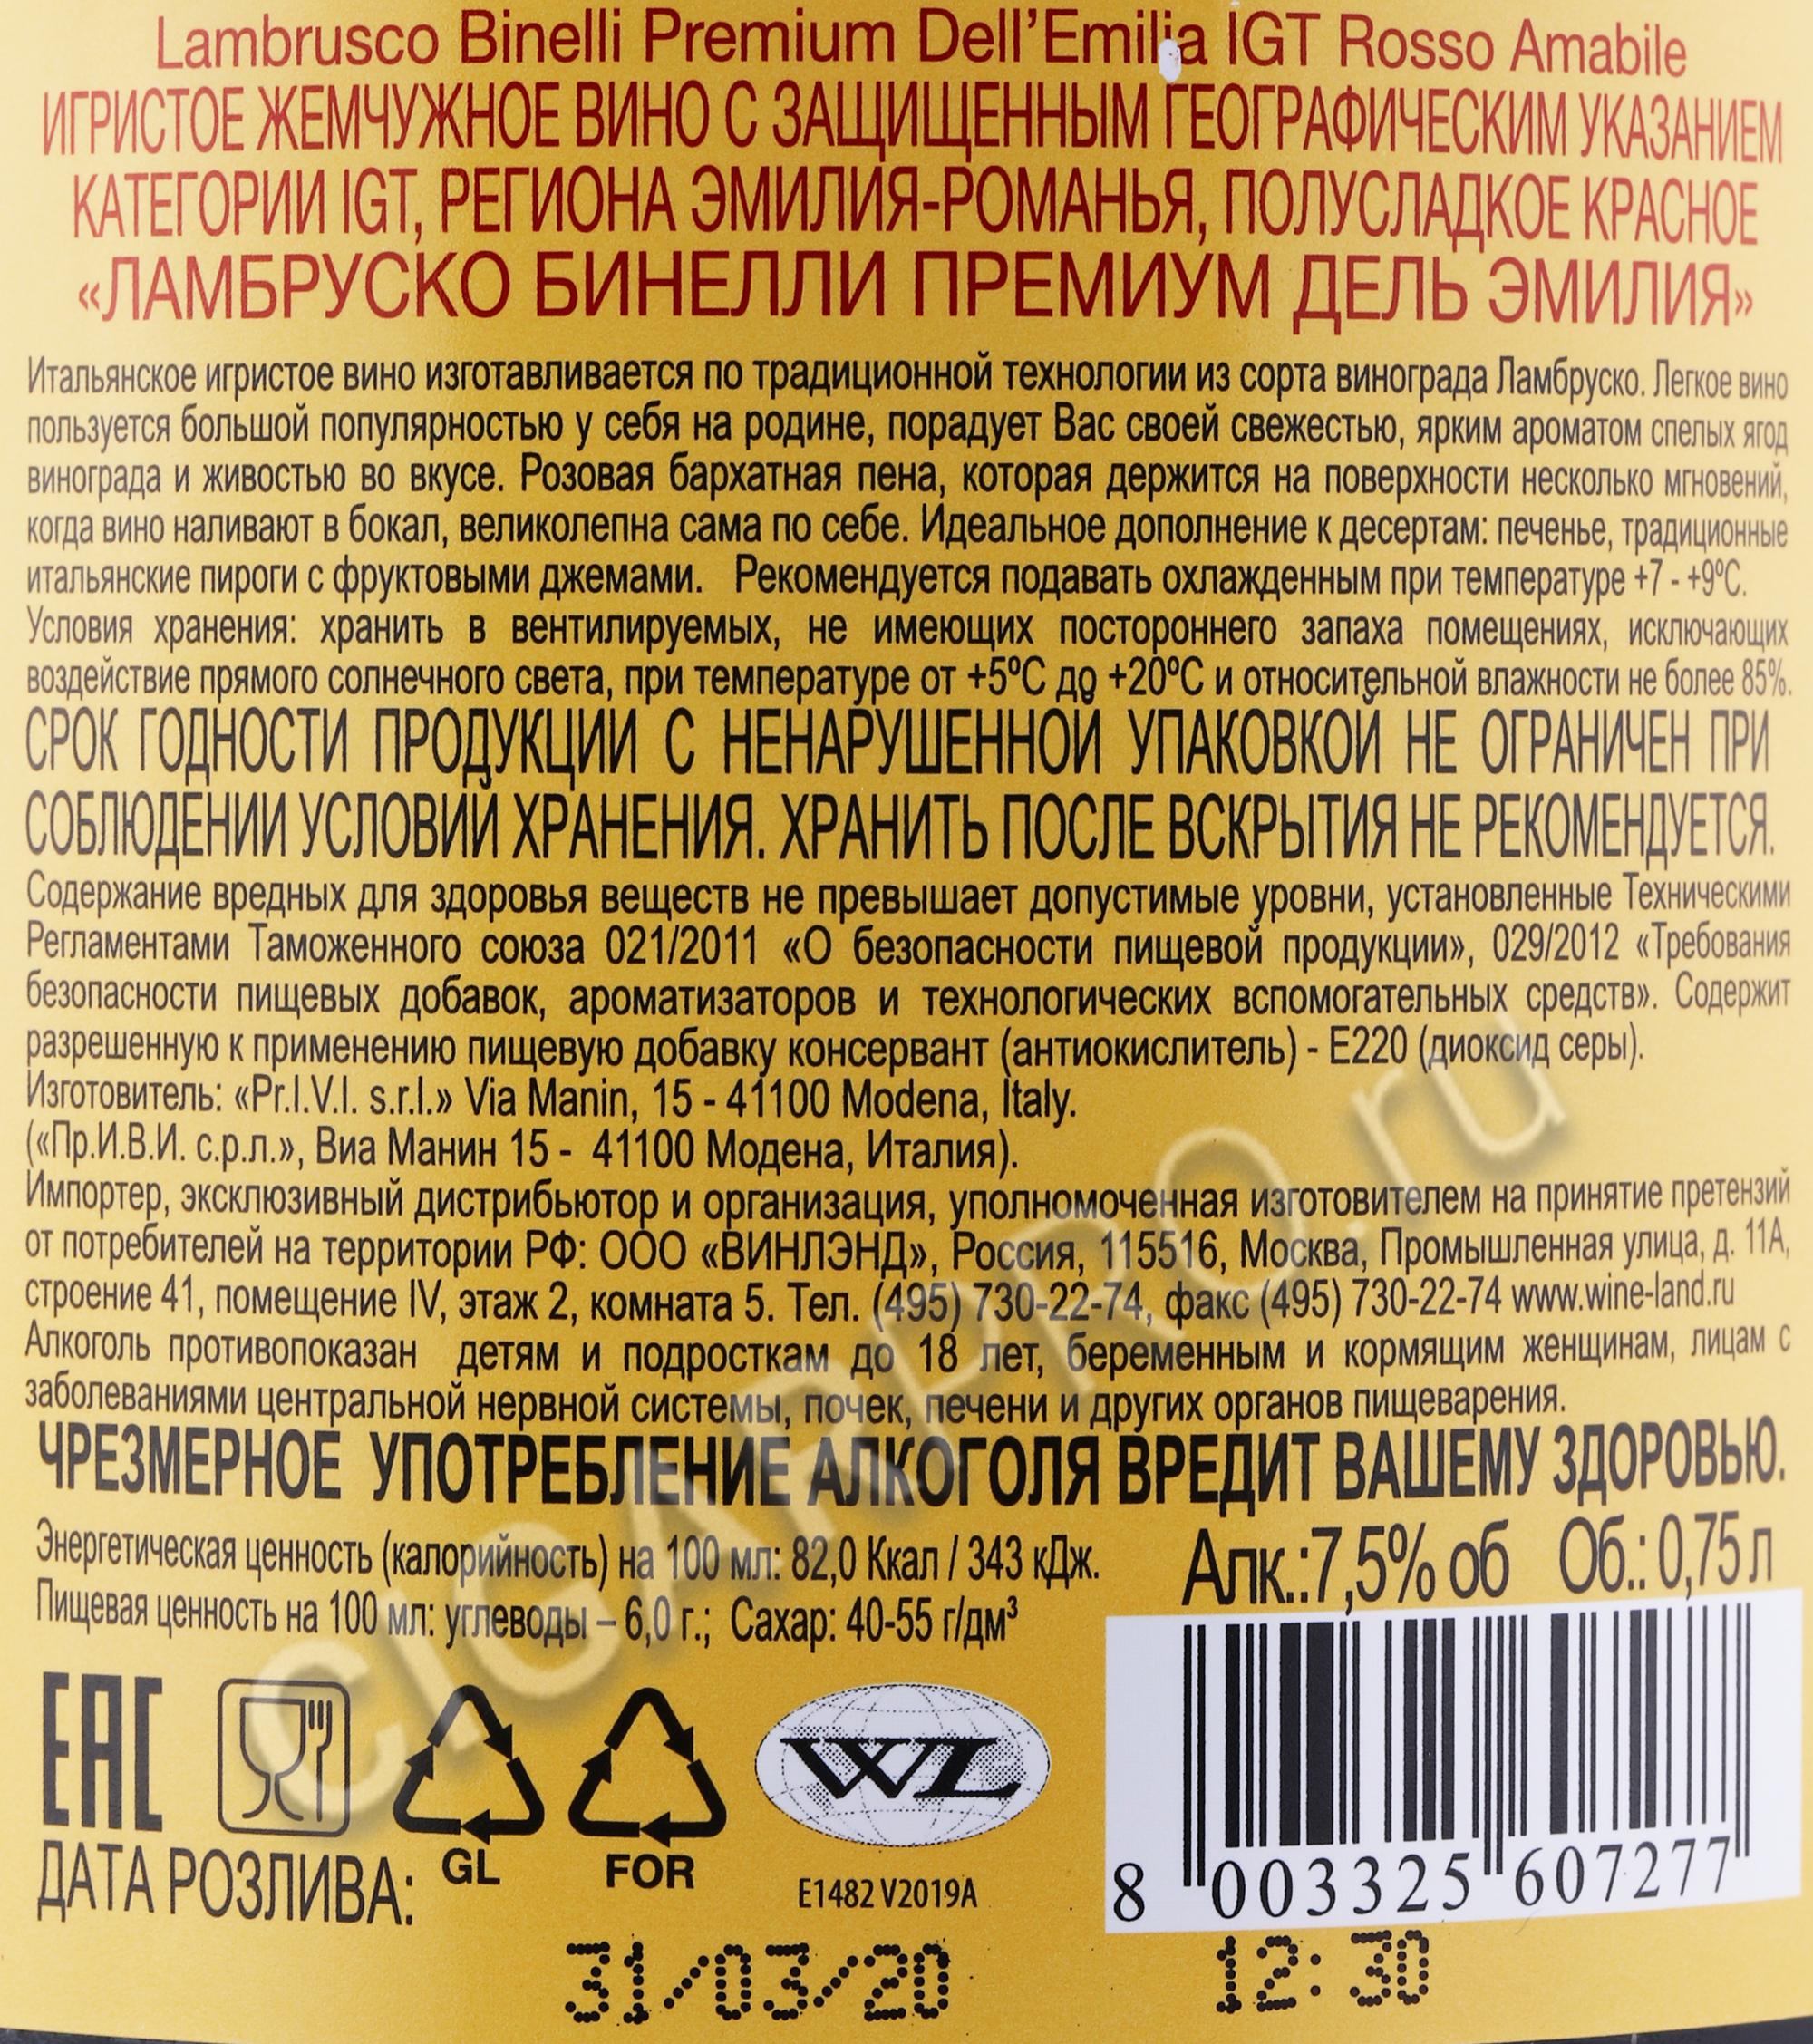 Lambrusco Binelli Premium Dell'Emilia IGT Rosso Amabile
ИГРИСТОЕ ЖЕМЧУЖНОЕ ВИНО С ЗАЩИЩЕННЫМ ГЕОГРАФИЧЕСКИМ УКАЗАНИЕМ
КАТЕГОРИИ IGT, РЕГИОНА ЭМИЛИЯ-РОМАНЬЯ, ПОЛУСЛАДКОЕ КРАСНОЕ
«ЛАМБРУСКО БИНЕЛЛИ ПРЕМИУМ ДЕЛЬ ЭМИЛИЯ»
Итальянское игристое вино изготавливается по традиционной технологии из сорта винограда Ламбруско. Легкое вино
пользуется большой популярностью у себя на родине, порадует Вас своей свежестью, ярким ароматом спелых ягод
винограда и живостью во вкусе. Розовая бархатная пена, которая держится на поверхности несколько мгновений,
когда вино наливают в бокал, великолепна сама по себе. Идеальное дополнение к десертам: печенье, традиционные
итальянские пироги с фруктовыми джемами. Рекомендуется подавать охлажденным при температуре +7 - +9ºС.
Условия хранения: хранить в вентилируемых, не имеющих постороннего запаха помещениях, исключающих
воздействие прямого солнечного света, при температуре от +5ºС до +20ºС и относительной влажности не более 85%.
СРОК ГОДНОСТИ ПРОДУКЦИИ С НЕНАРУШЕННОЙ УПАКОВКОЙ НЕ ОГРАНИЧЕН ПРИ
СОБЛЮДЕНИИ УСЛОВИЙ ХРАНЕНИЯ. ХРАНИТЬ ПОСЛЕ ВСКРЫТИЯ НЕ РЕКОМЕНДУЕТСЯ.
Содержание вредных для здоровья веществ не превышает допустимые уровни, установленные Техническими
Регламентами Таможенного союза 021/2011 «О безопасности пищевой продукции», 029/2012 «Требования
безопасности пищевых добавок, ароматизаторов и технологических вспомогательных средств». Содержит
разрешенную к применению пищевую добавку консервант (антиокислитель) - Е220 (диоксид серы).
Изготовитель: «Pr.I.V.I. s.r.l.» Via Manin, 15 - 41100 Modena, Italy.
(«Пр.И.В.И. с.р.л.», Виа Манин 15 - 41100 Модена, Италия).
Импортер, эксклюзивный дистрибьютор и организация, уполномоченная изготовителем на принятие претензий
от потребителей на территории РФ: ООО «ВИНЛЭНД», Россия, 115516, Москва, Промышленная улица, д. 11А,
строение 41, помещение IV, этаж 2, комната 5. Тел. (495) 730-22-74, факс (495) 730-22-74 www.wine-land.ru
Алкоголь противопоказан детям и подросткам до 18 лет, беременным и кормящим женщинам, лицам с
заболеваниями центральной нервной системы, почек, печени и других органов пищеварения.
ЧРЕЗМЕРНОЕ УПОТРЕБЛЕНИЕ АЛКОГОЛЯ ВРЕДИТ ВАШЕМУ ЗДОРОВЬЮ.
Энергетическая ценность (калорийность) на 100 мл: 82,0 Ккал / 343 кДж.
Пищевая ценность на 100 мл: углеводы – 6,0 г.; Сахар: 40-55 г/дм³
Алк.:7,5% об Об.: 0,75 л
EAC
GL
FOR
WL
E1482 V2019A
8 003325 607277
ДАТА РОЗЛИВА:
31/03/20 12:30
CIGARPRO.ru